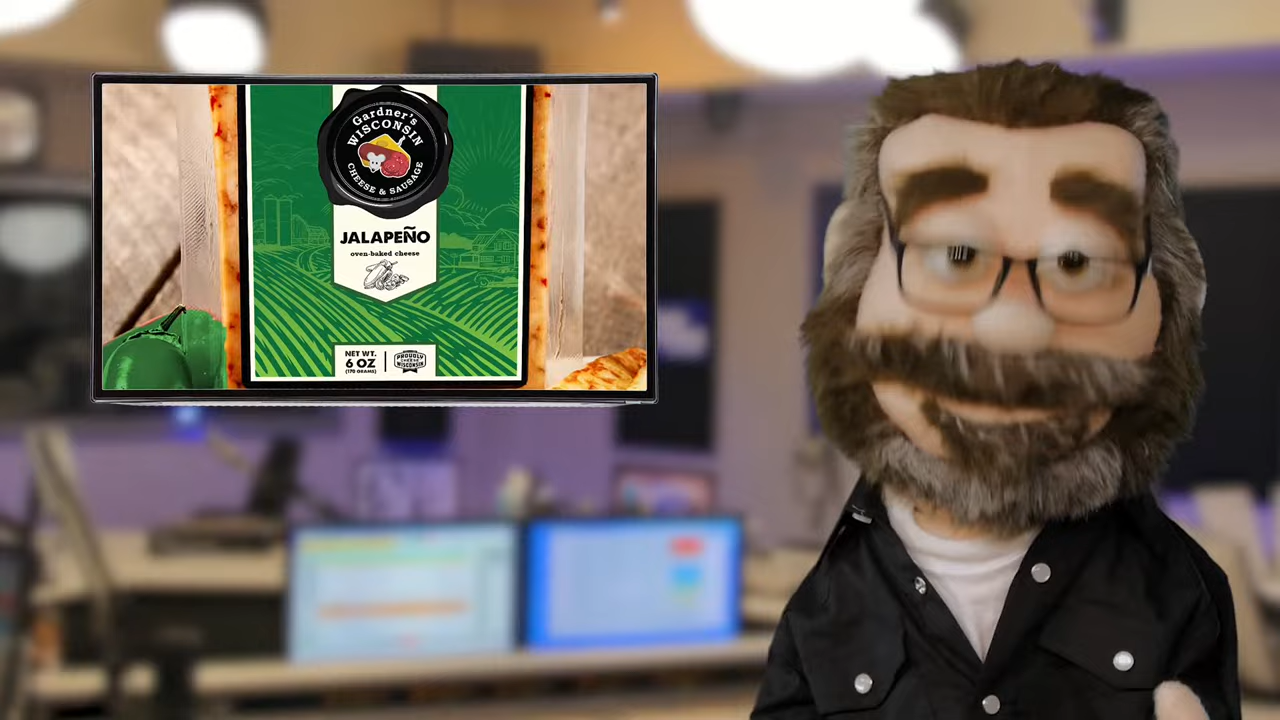 Gardner's
WISCONSIN
CHEESE & SAUSAGE
JALAPEÑO
oven-baked cheese
NET WT.
6 OZ
(170 GRAMS)
PROUDLY
WISCONSIN